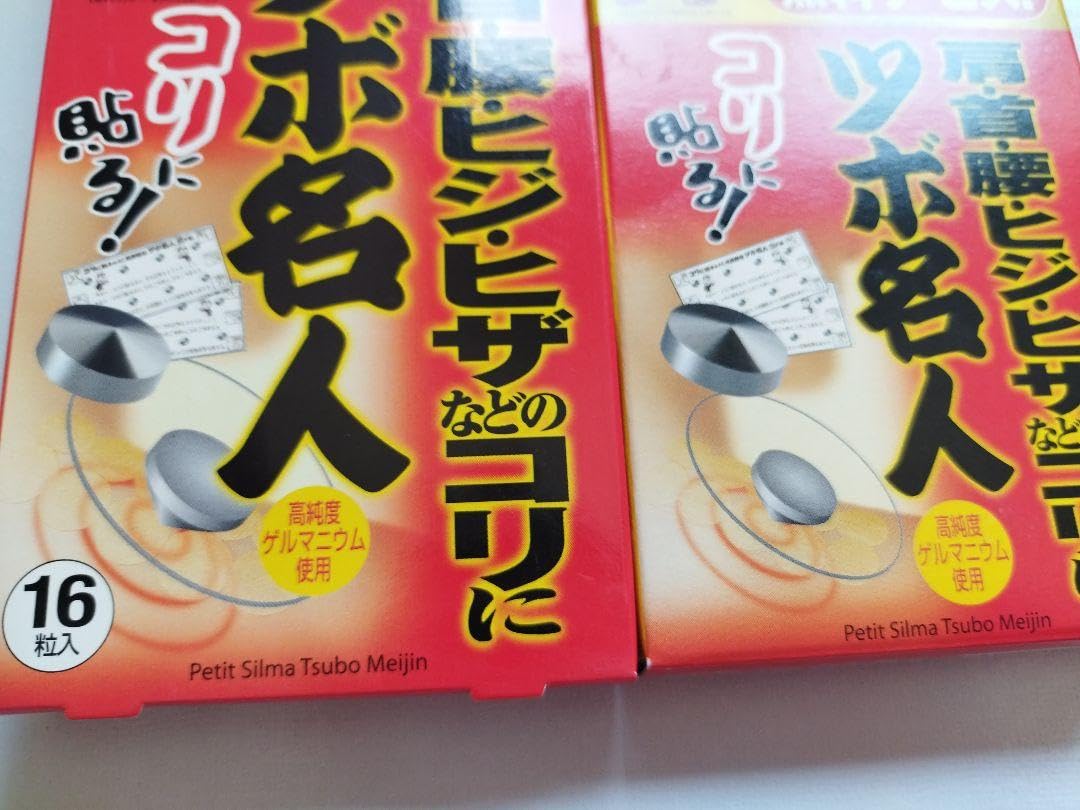 首・腰・ヒジ・ヒザなどのコリに
ツボ名人
コリに
貼る!
高純度
ゲルマニウム
使用
16
粒入
Petit Silma Tsubo Meijin
肩・首・腰・ヒジ・ヒザなど
ツボ名人
コリに
貼る!
高純度
ゲルマニウム
使用
Petit Silma Tsubo Meijin